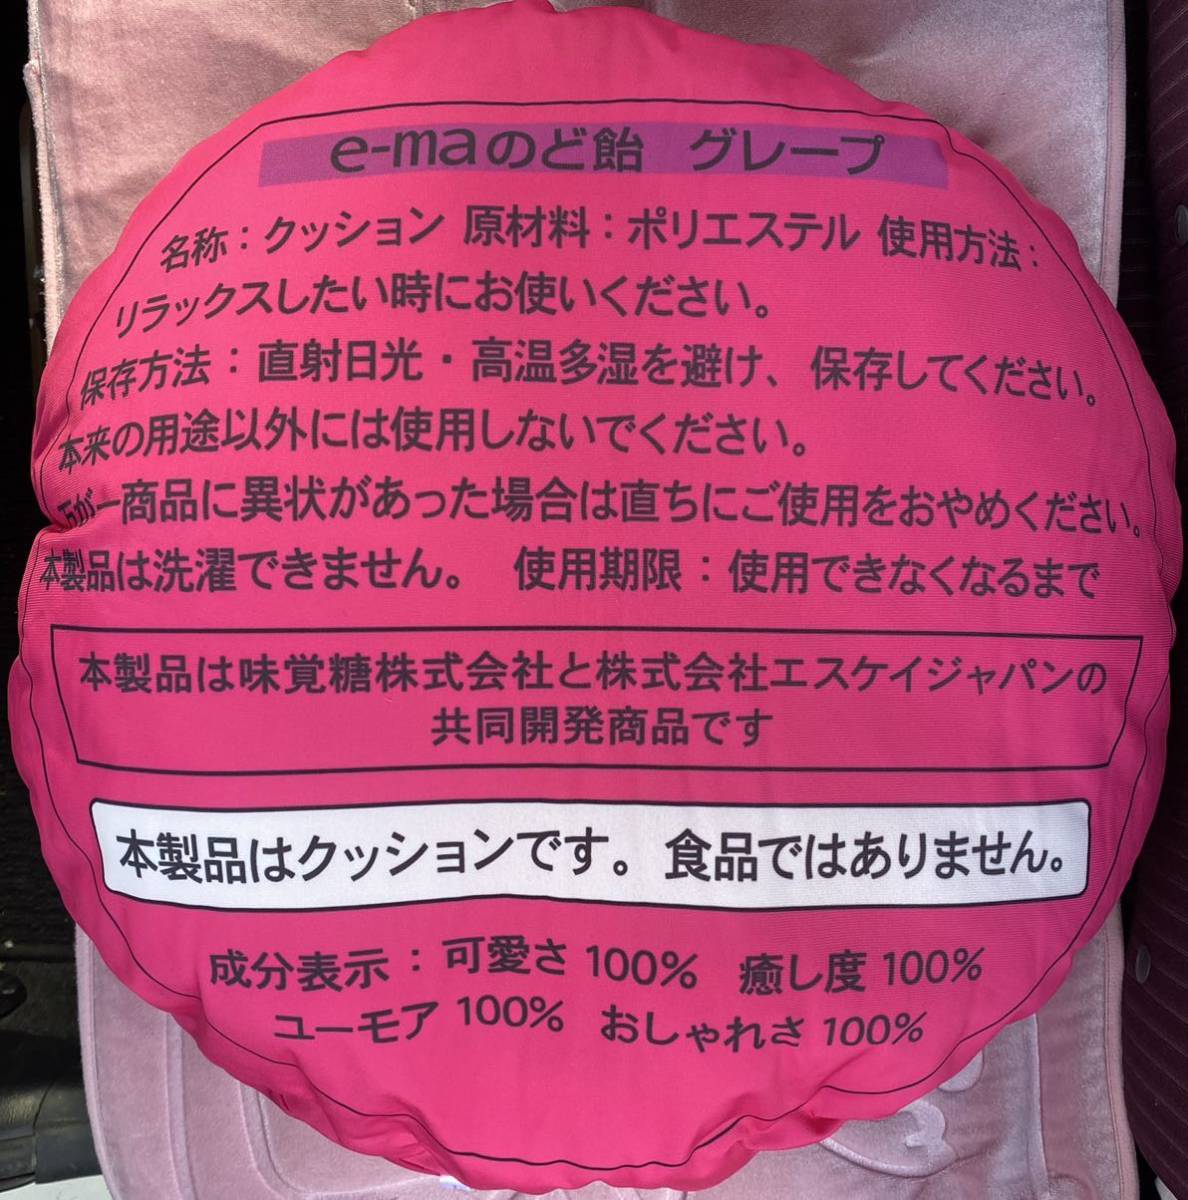 e-maのど飴 グレープ
名称：クッション 原材料：ポリエステル 使用方法：
リラックスしたい時にお使いください。
保存方法：直射日光・高温多湿を避け、保存してください。
本来の用途以外には使用しないでください。
万が一商品に異状があった場合は直ちにご使用をおやめください。
本製品は洗濯できません。 使用期限：使用できなくなるまで
本製品は味覚糖株式会社と株式会社エスケイジャパンの
共同開発商品です
本製品はクッションです。食品ではありません。
成分表示：可愛さ 100% 癒し度 100%
ユーモア 100% おしゃれさ 100%